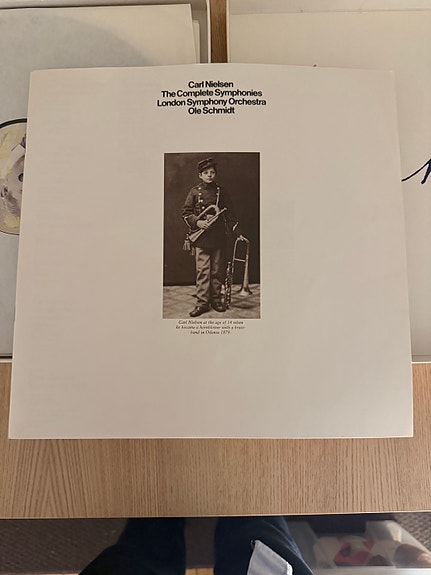 Carl Nielsen
The Complete Symphonies
London Symphony Orchestra
Ole Schmidt
Carl Nielsen at the age of 14 when
he became a hornblower with a brass
band in Odense 1879.